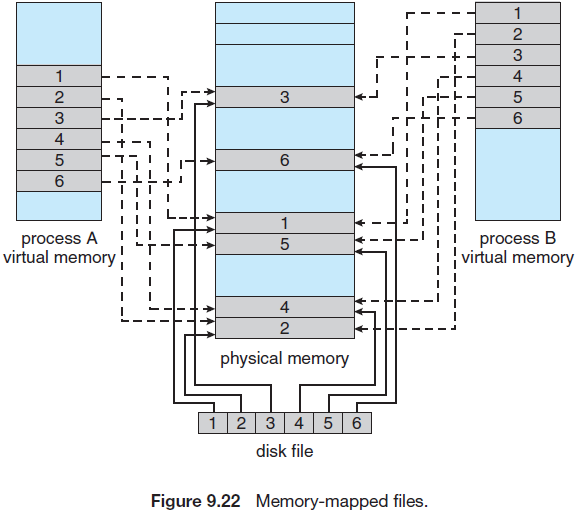 1
2
3
4
5
6
process A
virtual memory
3
6
1
5
4
2
physical memory
1
2
3
4
5
6
process B
virtual memory
1 2 3 4 5 6
disk file
Figure 9.22 Memory-mapped files.